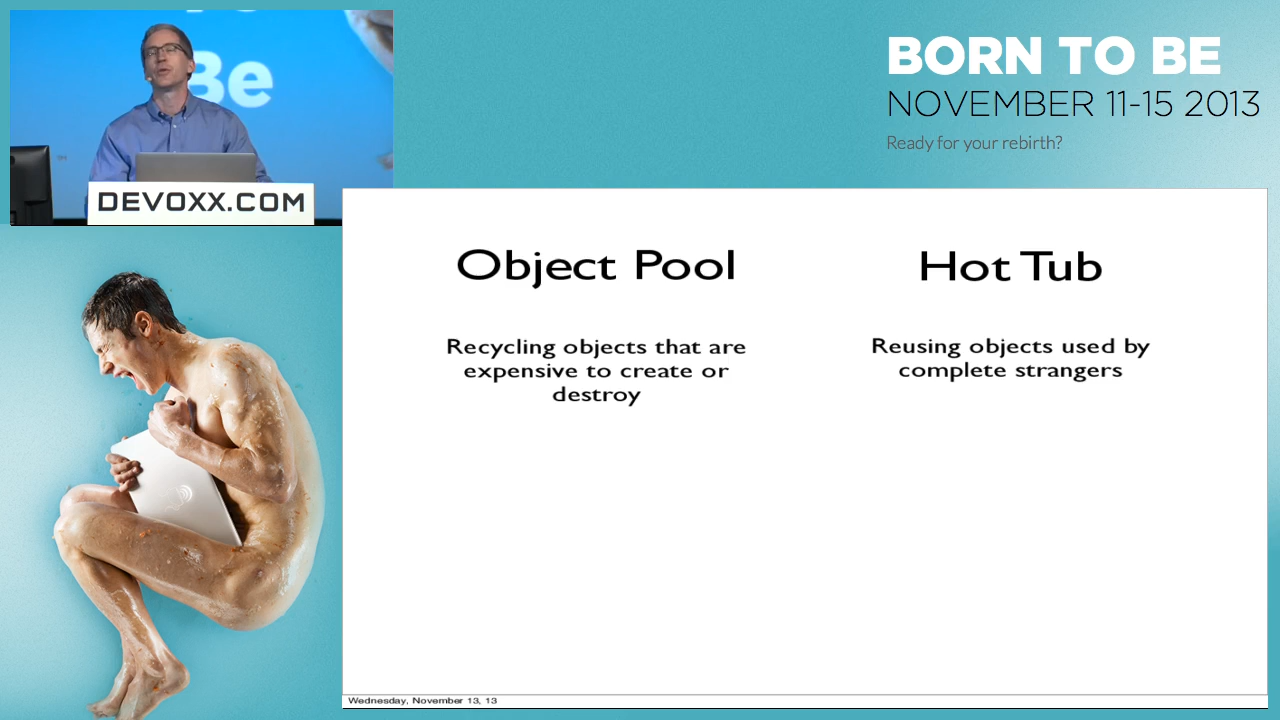 Be
DEVOXX.COM
BORN TO BE
NOVEMBER 11-15 2013
Ready for your rebirth?
Object Pool
Recycling objects that are
expensive to create or
destroy
Hot Tub
Reusing objects used by
complete strangers
Wednesday, November 13, 13